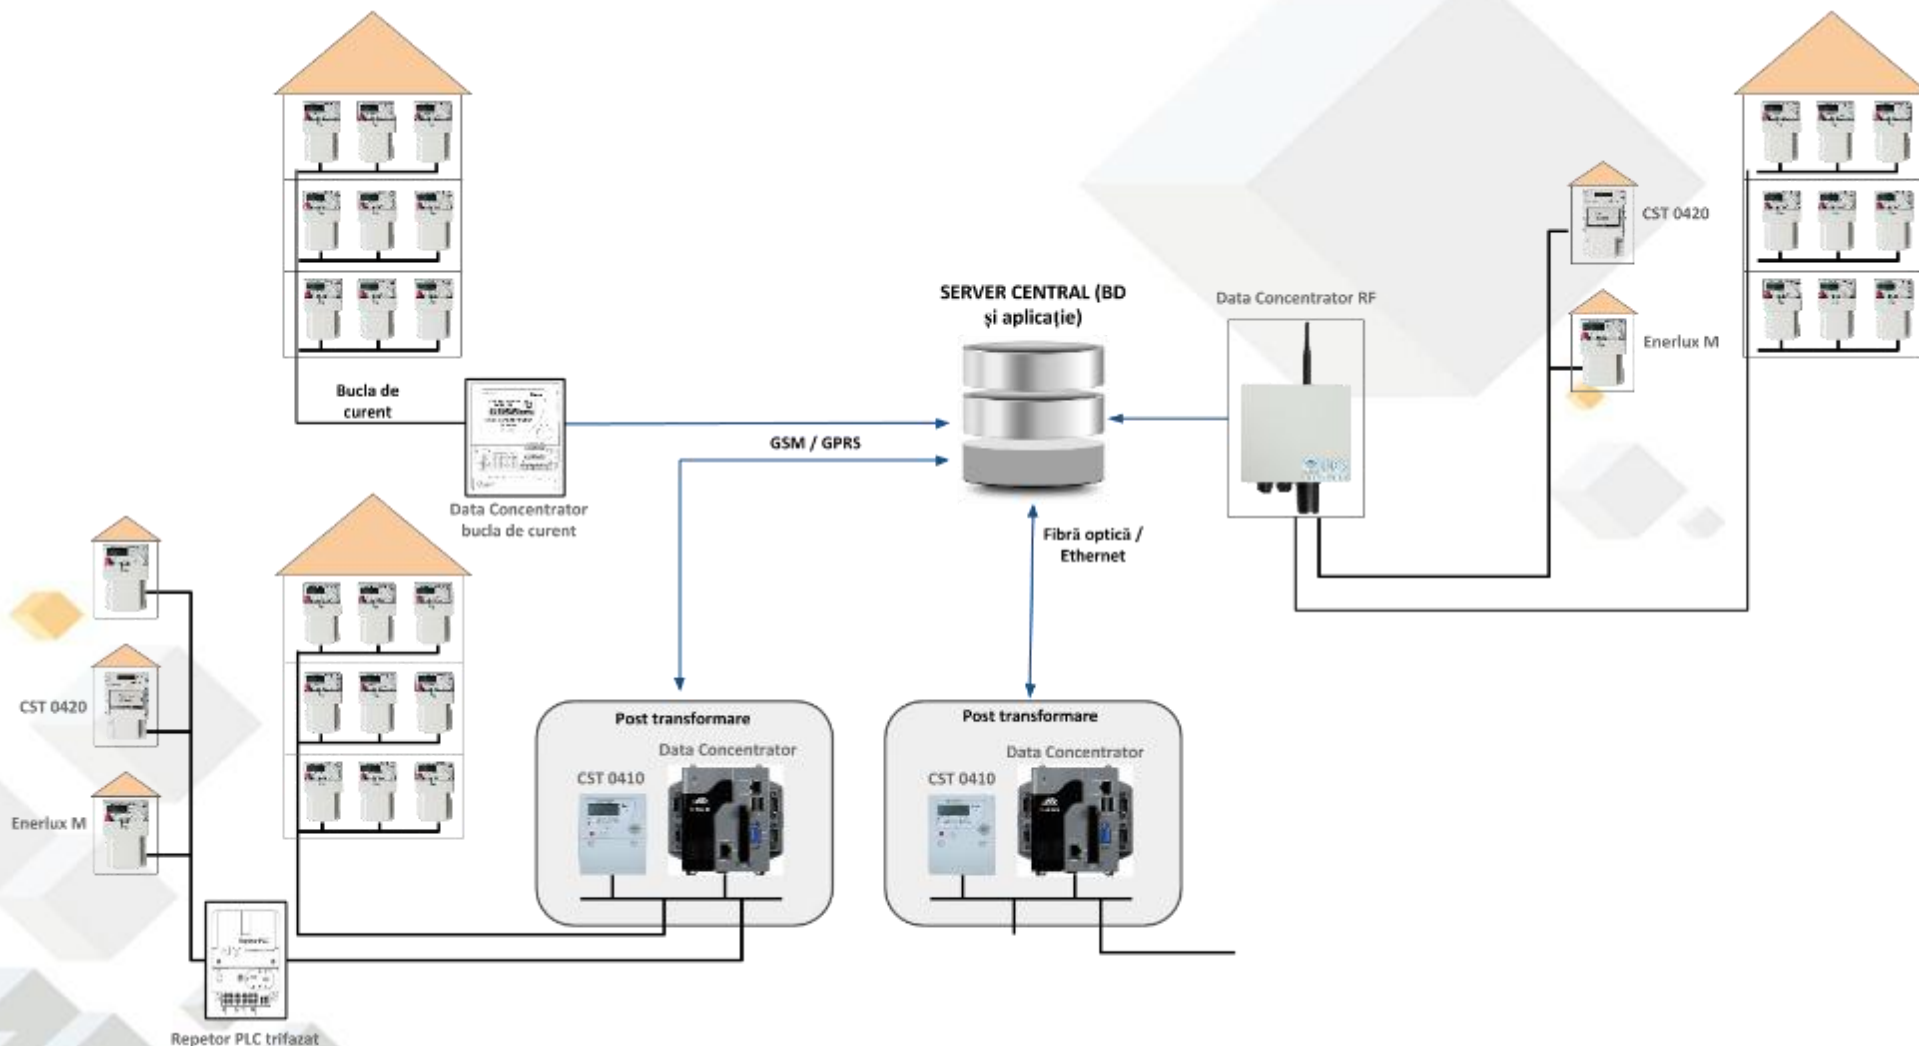 SERVER CENTRAL (BD
și aplicație)
Data Concentrator RF
CST 0420
Enerlux M
Bucla de
curent
GSM / GPRS
Data Concentrator
bucla de curent
Fibră optică /
Ethernet
CST 0420
Enerlux M
Post transformare
Data Concentrator
CST 0410
Post transformare
Data Concentrator
CST 0410
Repetor PLC
Repetor PLC trifazat